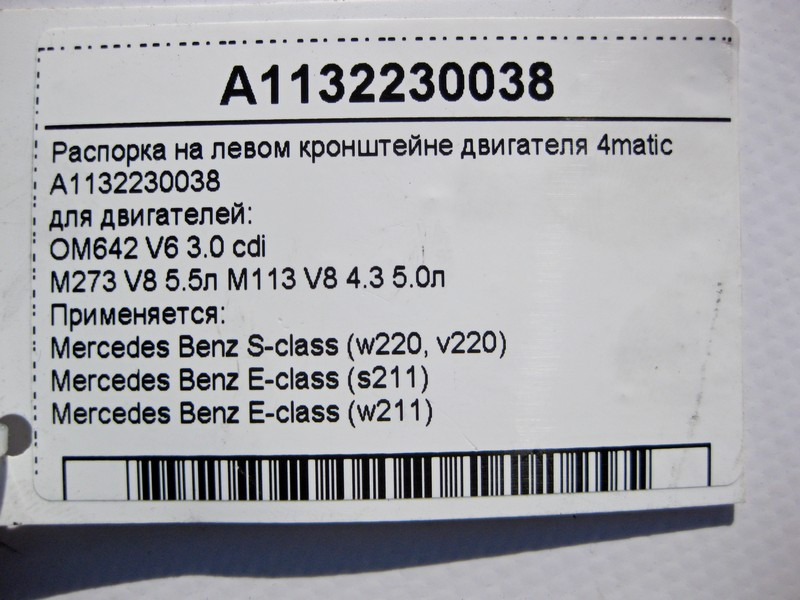 A1132230038
Распорка на левом кронштейне двигателя 4matic
A1132230038
для двигателей:
OM642 V6 3.0 cdi
M273 V8 5.5л M113 V8 4.3 5.0л
Применяется:
Mercedes Benz S-class (w220, v220)
Mercedes Benz E-class (s211)
Mercedes Benz E-class (w211)